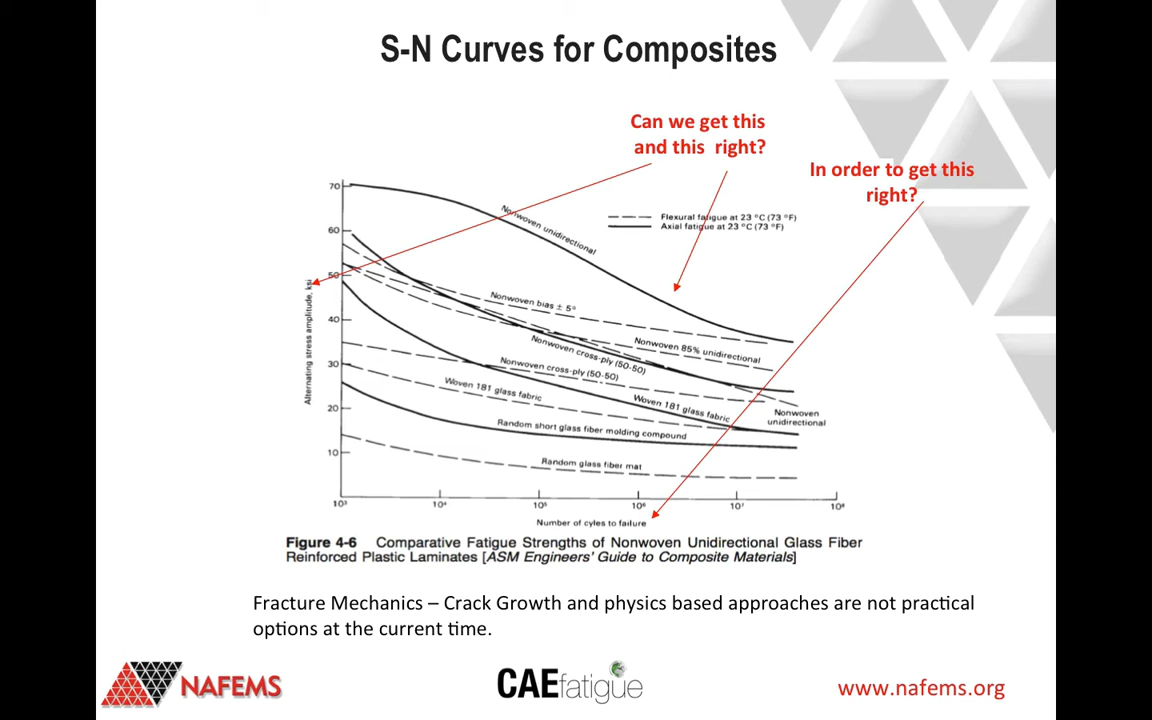 S-N Curves for Composites
Can we get this
and this right?
In order to get this
right?
70
60
50
40
30
20
10
Alternating stress amplitude, ksi
Flexural fatigue at 23 °C (73 °F)
Axial fatigue at 23 °C (73 °F)
Nonwoven unidirectional
Nonwoven bias ± 5°
Nonwoven 85% unidirectional
Nonwoven cross-ply (50-50)
Nonwoven cross-ply (50-50)
Woven 181 glass fabric
Woven 181 glass fabric
Nonwoven
unidirectional
Random short glass fiber molding compound
Random glass fiber mat
10³ 10⁴ 10⁵ 10⁶ 10⁷ 10⁸
Number of cyles to failure
Figure 4-6 Comparative Fatigue Strengths of Nonwoven Unidirectional Glass Fiber
Reinforced Plastic Laminates [ASM Engineers' Guide to Composite Materials]
Fracture Mechanics – Crack Growth and physics based approaches are not practical
options at the current time.
NAFEMS
CAEfatigue
www.nafems.org